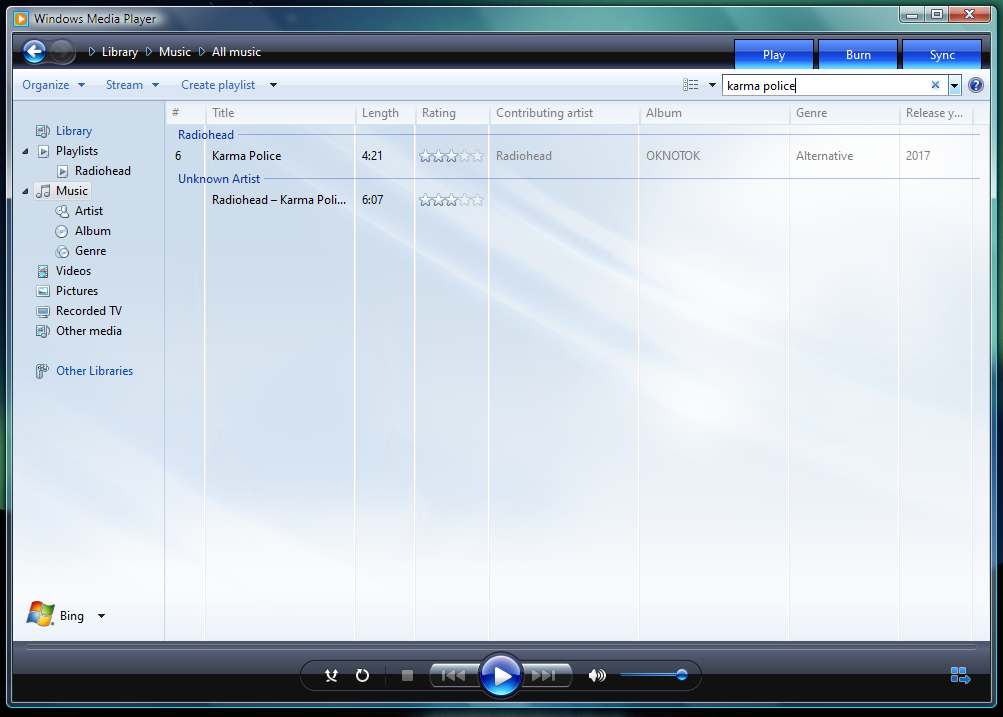 Windows Media Player
Library Music All music
Play Burn Sync
Organize Stream Create playlist karma police
# Title Length Rating Contributing artist Album Genre Release y...
Library
Playlists
Radiohead
Music
Artist
Album
Genre
Videos
Pictures
Recorded TV
Other media
Other Libraries
Radiohead
6 Karma Police 4:21 Radiohead OKNOTOK Alternative 2017
Unknown Artist
Radiohead – Karma Poli... 6:07
Bing